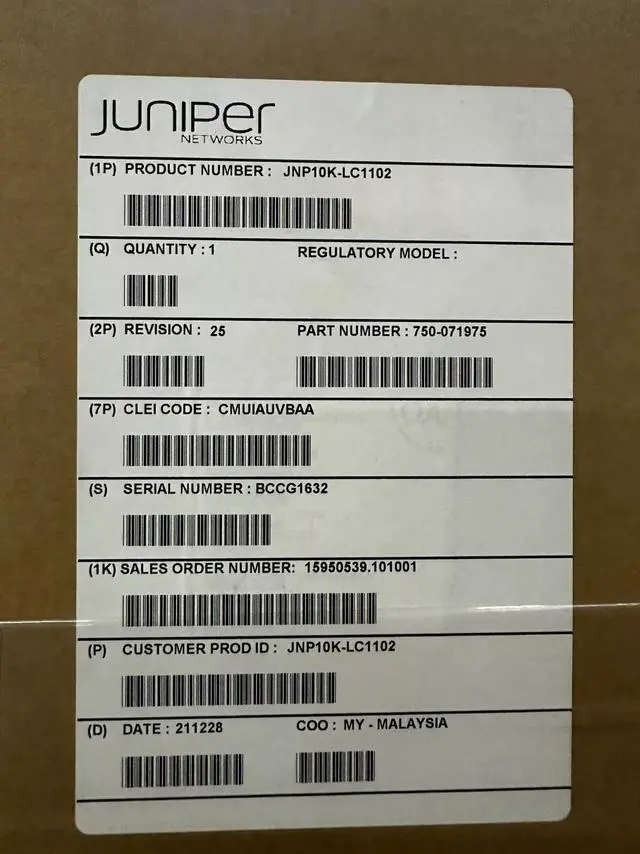 Juniper
NETWORKS
(1P) PRODUCT NUMBER : JNP10K-LC1102
(Q) QUANTITY : 1 REGULATORY MODEL :
(2P) REVISION : 25 PART NUMBER : 750-071975
(7P) CLEI CODE : CMUIAUVBAA
(S) SERIAL NUMBER : BCCG1632
(1K) SALES ORDER NUMBER: 15950539.101001
(P) CUSTOMER PROD ID : JNP10K-LC1102
(D) DATE : 211228 COO : MY - MALAYSIA